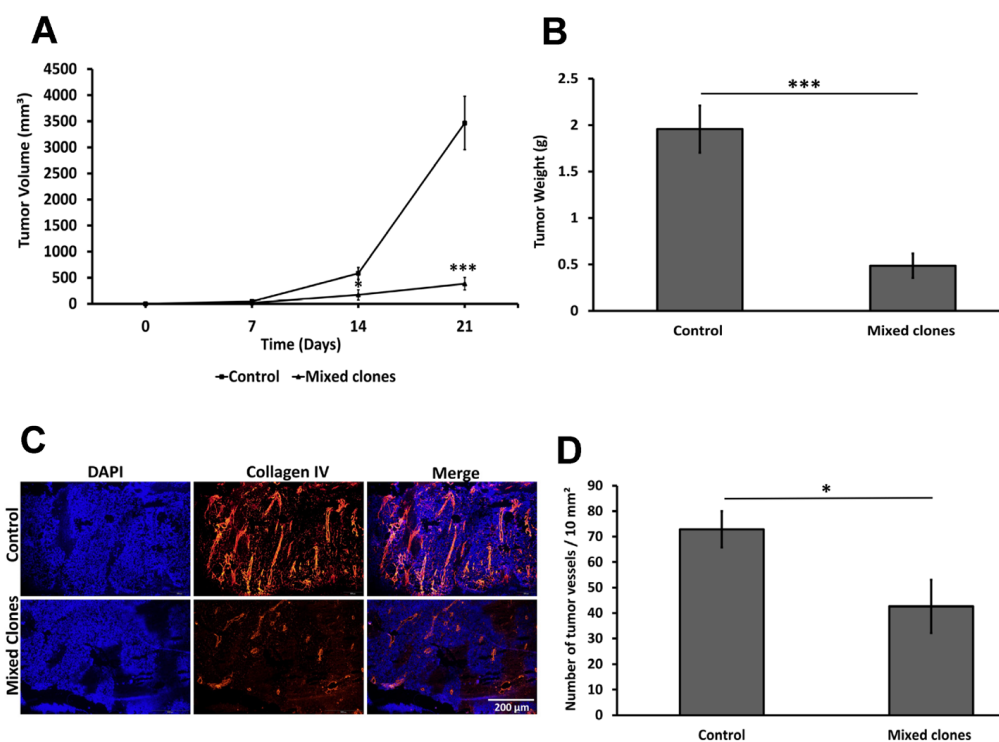 A
4500
4000
3500
3000
2500
2000
1500
1000
500
0
Tumor Volume (mm³)
*
***
0 7 14 21
Time (Days)
Control Mixed clones
B
2.5
2
1.5
1
0.5
0
Tumor Weight (g)
***
Control Mixed clones
C
DAPI Collagen IV Merge
Control
Mixed Clones
200 µm
D
90
80
70
60
50
40
30
20
10
0
Number of tumor vessels / 10 mm²
*
Control Mixed clones